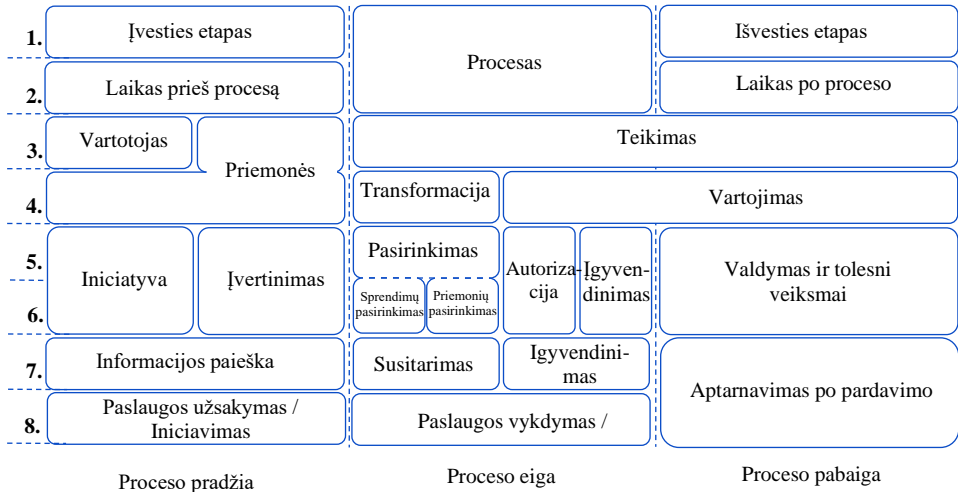 1.
Įvesties etapas
Procesas
Išvesties etapas
2.
Laikas prieš procesą
Laikas po proceso
3.
Vartotojas
Priemonės
Teikimas
4.
Transformacija
Vartojimas
5.
6.
Iniciatyva
Įvertinimas
Pasirinkimas
Sprendimų
pasirinkimas
Priemonių
pasirinkimas
Autoriza-
cija
Įgyven-
dinimas
Valdymas ir tolesni
veiksmai
7.
Informacijos paieška
Susitarimas
Igyvendini-
mas
Aptarnavimas po pardavimo
8.
Paslaugos užsakymas /
Iniciavimas
Paslaugos vykdymas /
Proceso pradžia
Proceso eiga
Proceso pabaiga